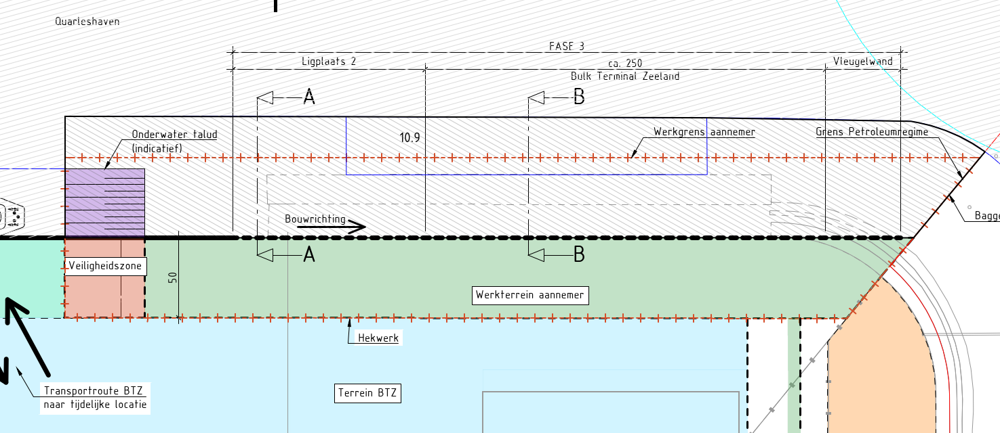 Quarleshaven
FASE 3
Ligplaats 2
ca. 250
Vleugelwand
Bulk Terminal Zeeland
A
B
Onderwater talud
(indicatief)
10.9
Werkgrens aannemer
Grens Petroleumregime
Bouwrichting
Bagge
A
B
Veiligheidszone
50
Werkterrein aannemer
Hekwerk
Transportroute BTZ
naar tijdelijke locatie
Terrein BTZ